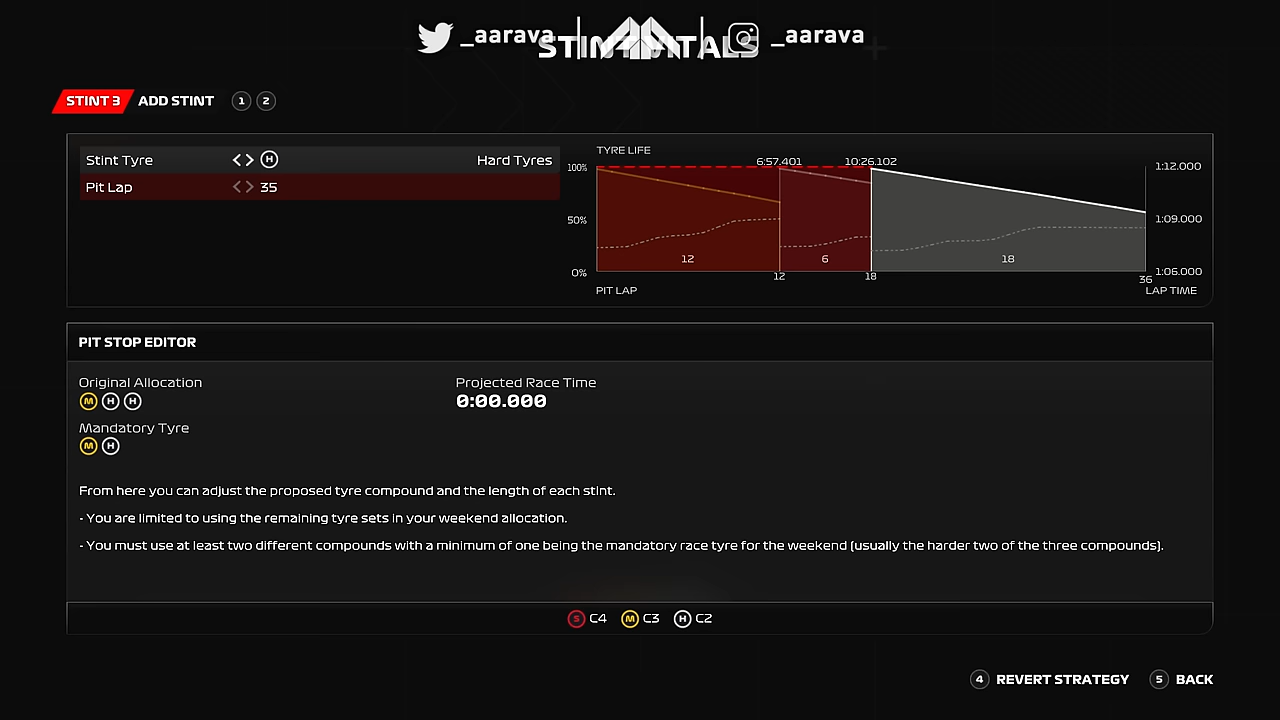 _aarava
_aarava
STINT VITALS
STINT 3 ADD STINT 1 2
Stint Tyre H Hard Tyres
Pit Lap 35
TYRE LIFE
6:57.401 10:26.102
100% 1:12.000
50% 1:09.000
12 6 18
0% 1:06.000
12 18 36
PIT LAP LAP TIME
PIT STOP EDITOR
Original Allocation Projected Race Time
M H H 0:00.000
Mandatory Tyre
M H
From here you can adjust the proposed tyre compound and the length of each stint.
- You are limited to using the remaining tyre sets in your weekend allocation.
- You must use at least two different compounds with a minimum of one being the mandatory race tyre for the weekend (usually the harder two of the three compounds).
S C4 M C3 H C2
4 REVERT STRATEGY 5 BACK